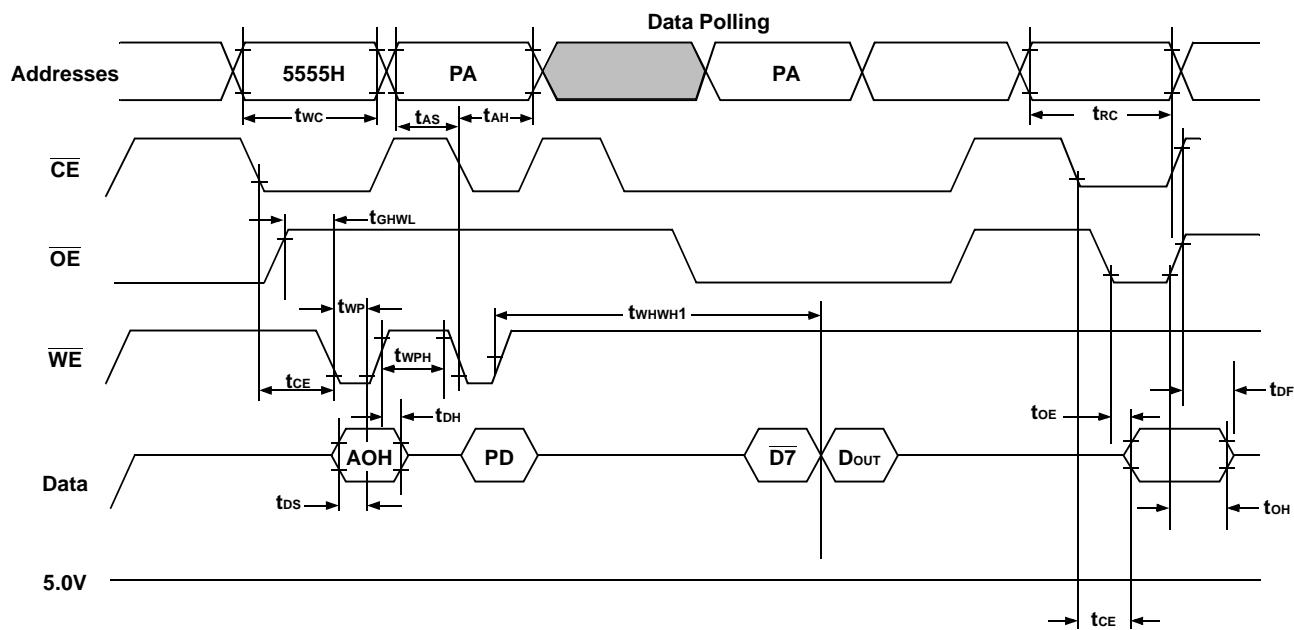 Data Polling
Addresses
5555H
PA
PA
tWC
tAS
tAH
tRC
CE
tGHWL
OE
tWP
tWHWH1
WE
tWPH
tCE
tDF
tOE
tDH
AOH
PD
D7
DOUT
Data
tDS
tOH
5.0V
tCE